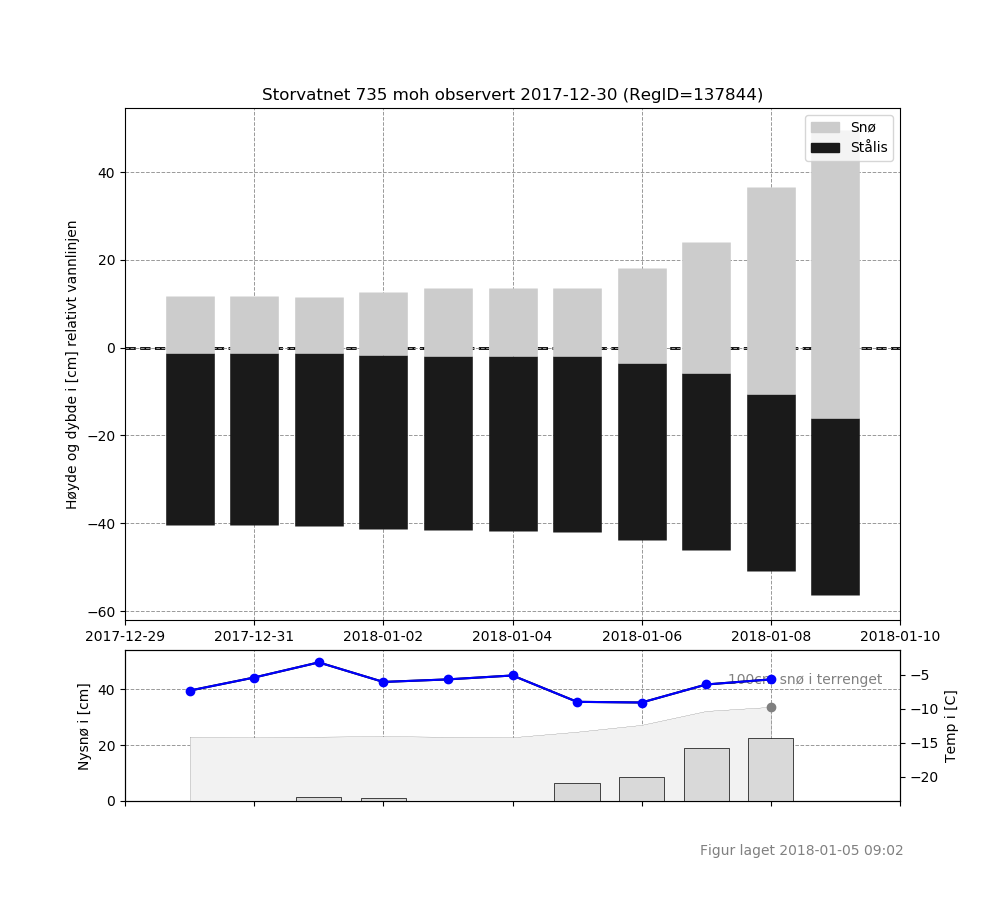 Storvatnet 735 moh observert 2017-12-30 (RegID=137844)
Snø
Stålis
Høyde og dybde i [cm] relativt vannlinjen
40
20
0
−20
−40
−60
2017-12-29 2017-12-31 2018-01-02 2018-01-04 2018-01-06 2018-01-08 2018-01-10
Nysnø i [cm]
40
20
0
100cm snø i terrenget
−5
−10
−15
−20
Temp i [C]
Figur laget 2018-01-05 09:02